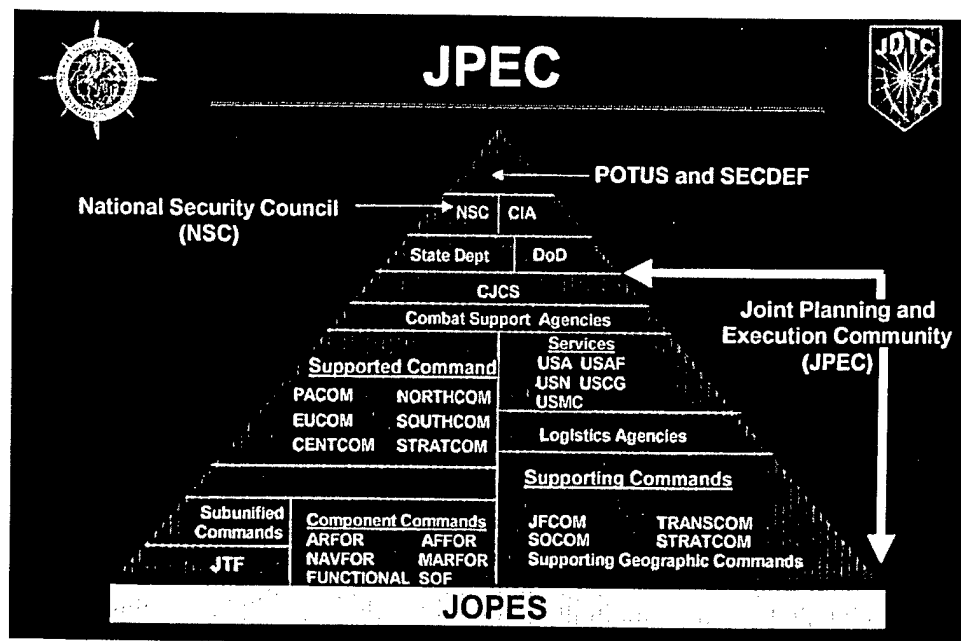 JPEC
JDTC
POTUS and SECDEF
National Security Council
(NSC)
NSC CIA
State Dept DoD
CJCS
Combat Support Agencies
Joint Planning and
Execution Community
(JPEC)
Supported Command
PACOM NORTHCOM
EUCOM SOUTHCOM
CENTCOM STRATCOM
Services
USA USAF
USN USCG
USMC
Logistics Agencies
Supporting Commands
JFCOM TRANSCOM
SOCOM STRATCOM
Supporting Geographic Commands
Subunified
Commands
JTF
Component Commands
ARFOR AFFOR
NAVFOR MARFOR
FUNCTIONAL SOF
JOPES